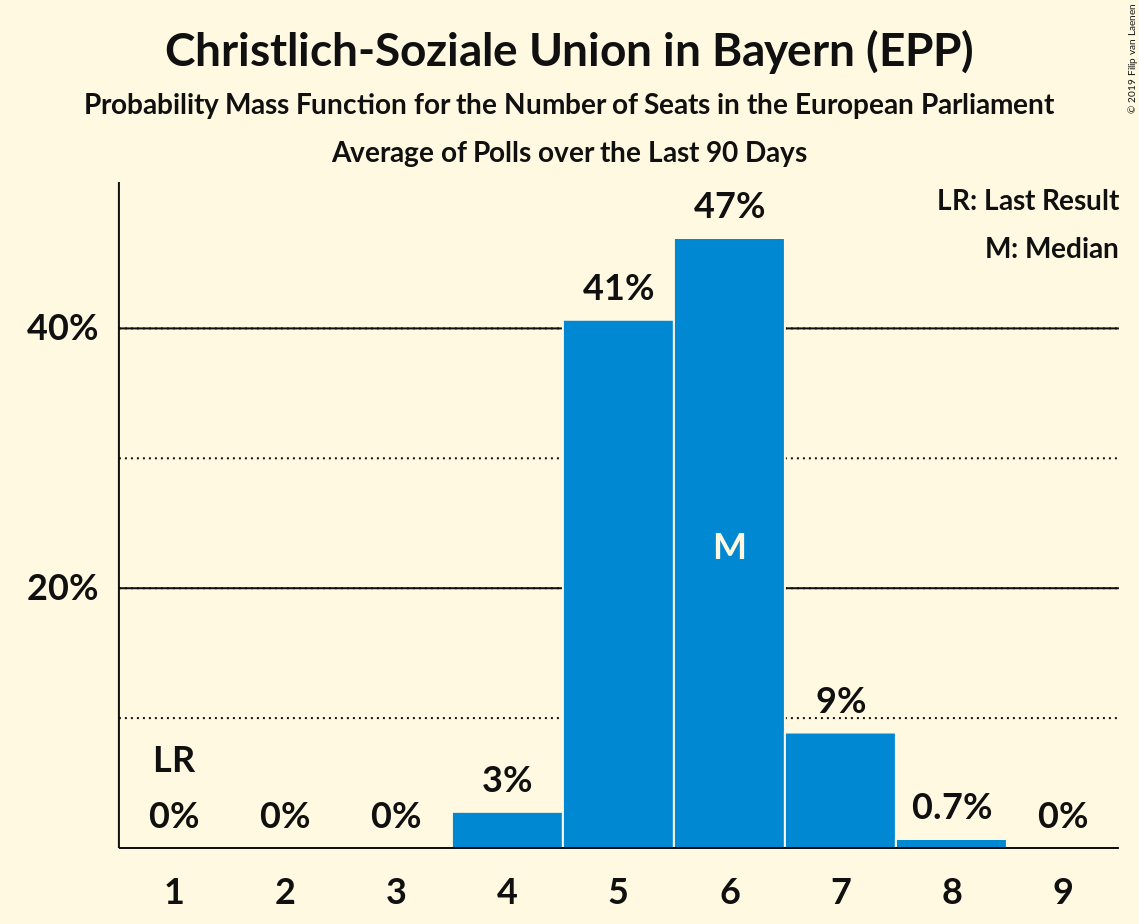 Christlich-Soziale Union in Bayern (EPP)
Probability Mass Function for the Number of Seats in the European Parliament
Average of Polls over the Last 90 Days
© 2019 Filip van Laenen
LR: Last Result
M: Median
47%
41%
40%
M
20%
9%
LR
3%
0.7%
0% 0% 0% 0%
1 2 3 4 5 6 7 8 9